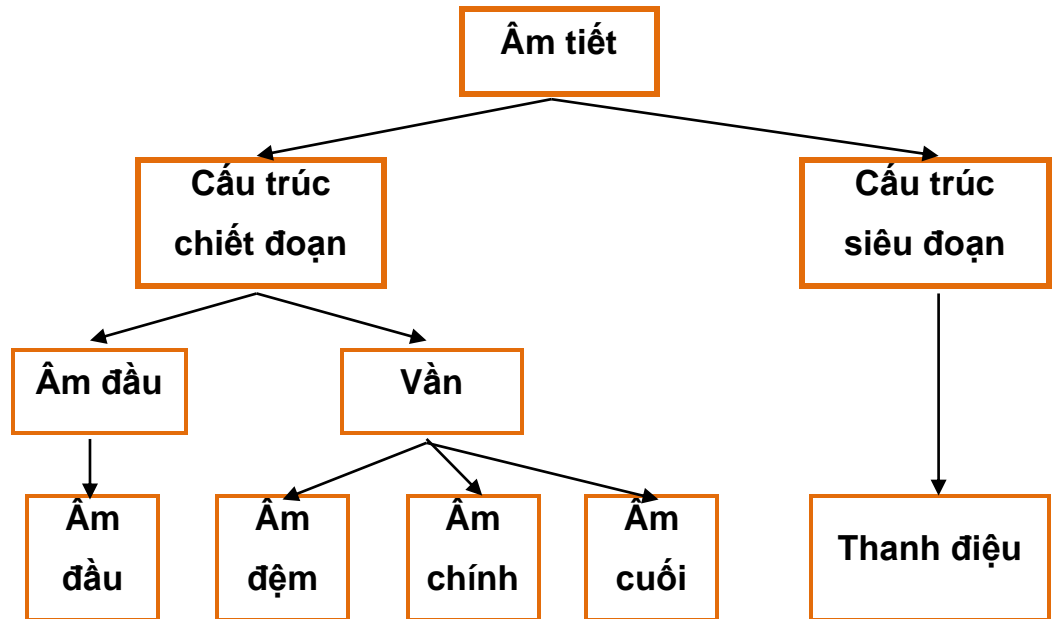 Âm tiết
Cấu trúc
chiết đoạn
Cấu trúc
siêu đoạn
Âm đầu
Vần
Âm
đầu
Âm
đệm
Âm
chính
Âm
cuối
Thanh điệu